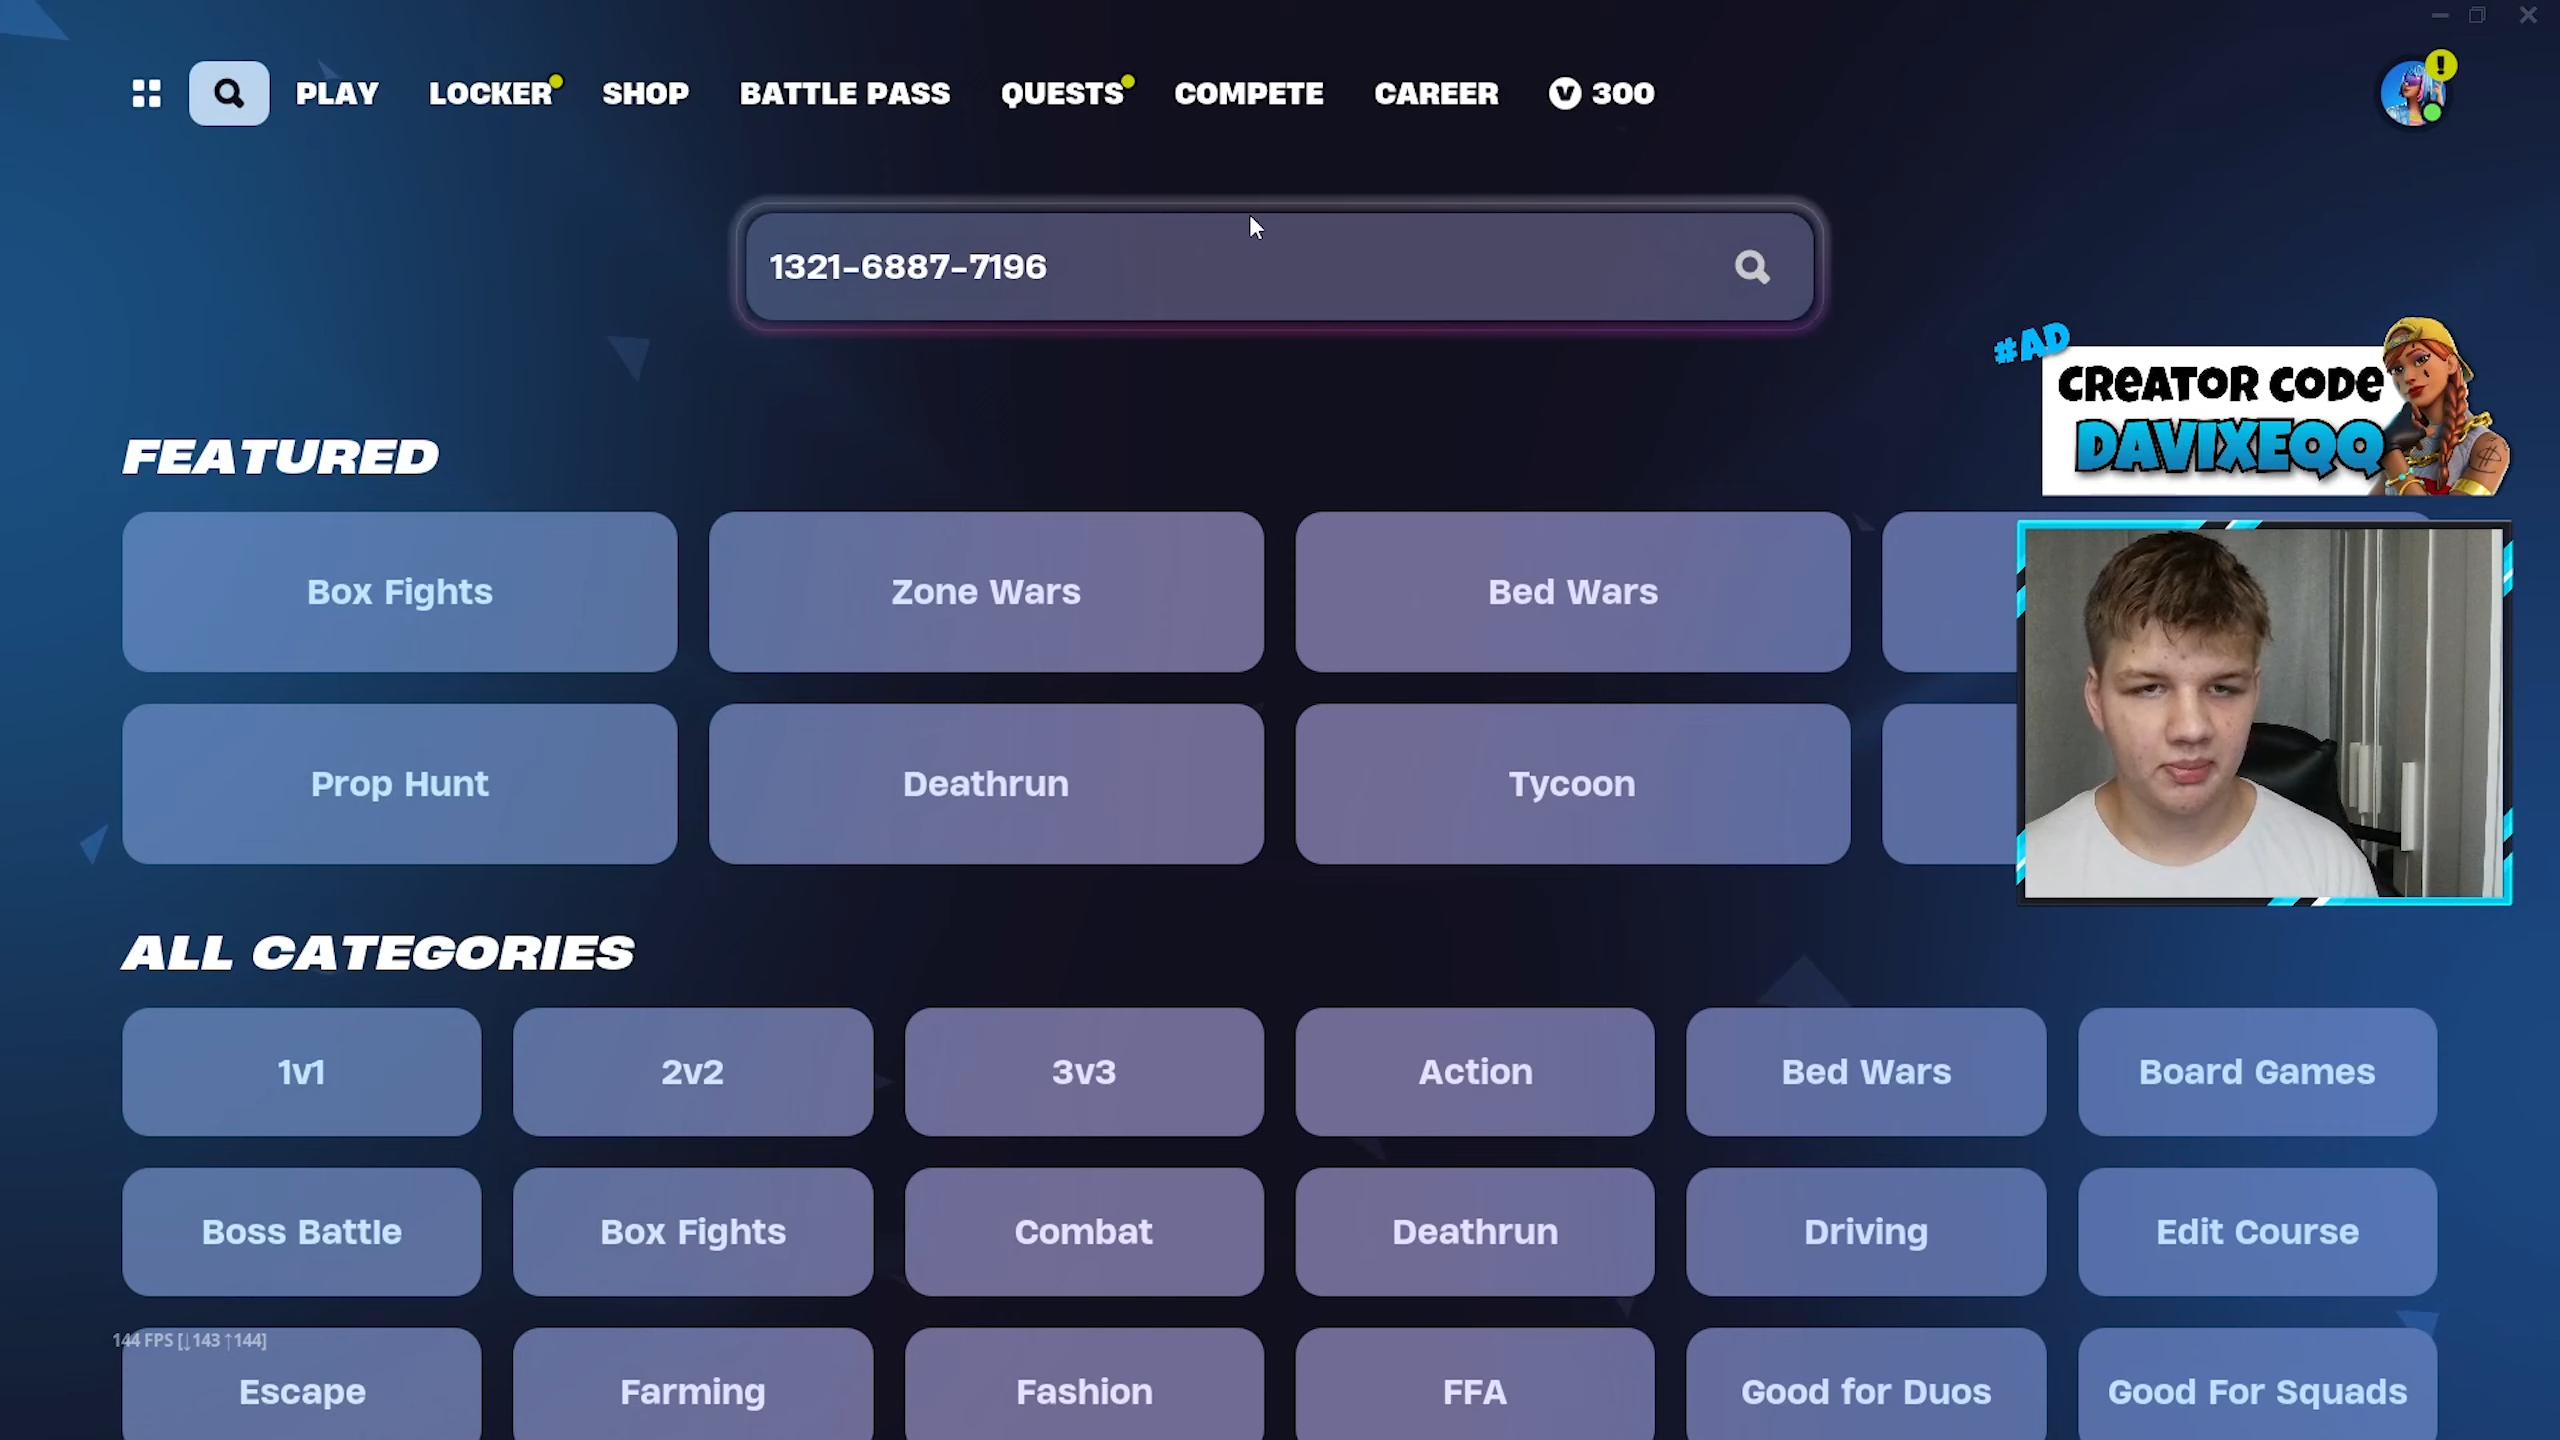 PLAY LOCKER SHOP BATTLE PASS QUESTS COMPETE CAREER V 300 !
1321-6887-7196
#AD
CREATOR CODE
DAVIXEQQ
FEATURED
Box Fights Zone Wars Bed Wars
Prop Hunt Deathrun Tycoon
ALL CATEGORIES
1v1 2v2 3v3 Action Bed Wars Board Games
Boss Battle Box Fights Combat Deathrun Driving Edit Course
144 FPS [↓143 ↑144]
Escape Farming Fashion FFA Good for Duos Good For Squads